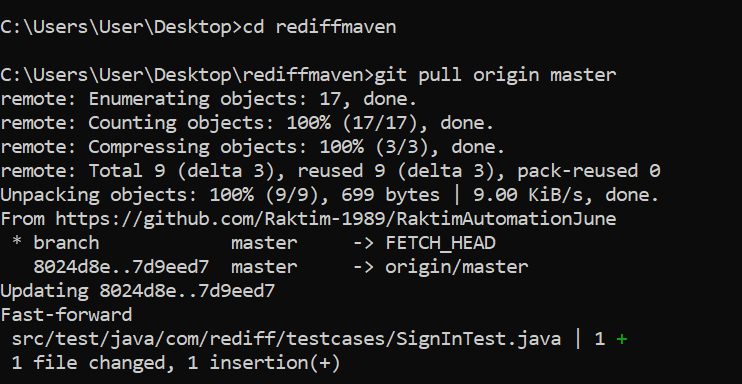 C:\Users\User\Desktop>cd rediffmaven
C:\Users\User\Desktop\rediffmaven>git pull origin master
remote: Enumerating objects: 17, done.
remote: Counting objects: 100% (17/17), done.
remote: Compressing objects: 100% (3/3), done.
remote: Total 9 (delta 3), reused 9 (delta 3), pack-reused 0
Unpacking objects: 100% (9/9), 699 bytes | 9.00 KiB/s, done.
From https://github.com/Raktim-1989/RaktimAutomationJune
 * branch            master     -> FETCH_HEAD
   8024d8e..7d9eed7  master     -> origin/master
Updating 8024d8e..7d9eed7
Fast-forward
 src/test/java/com/rediff/testcases/SignInTest.java | 1 +
 1 file changed, 1 insertion(+)